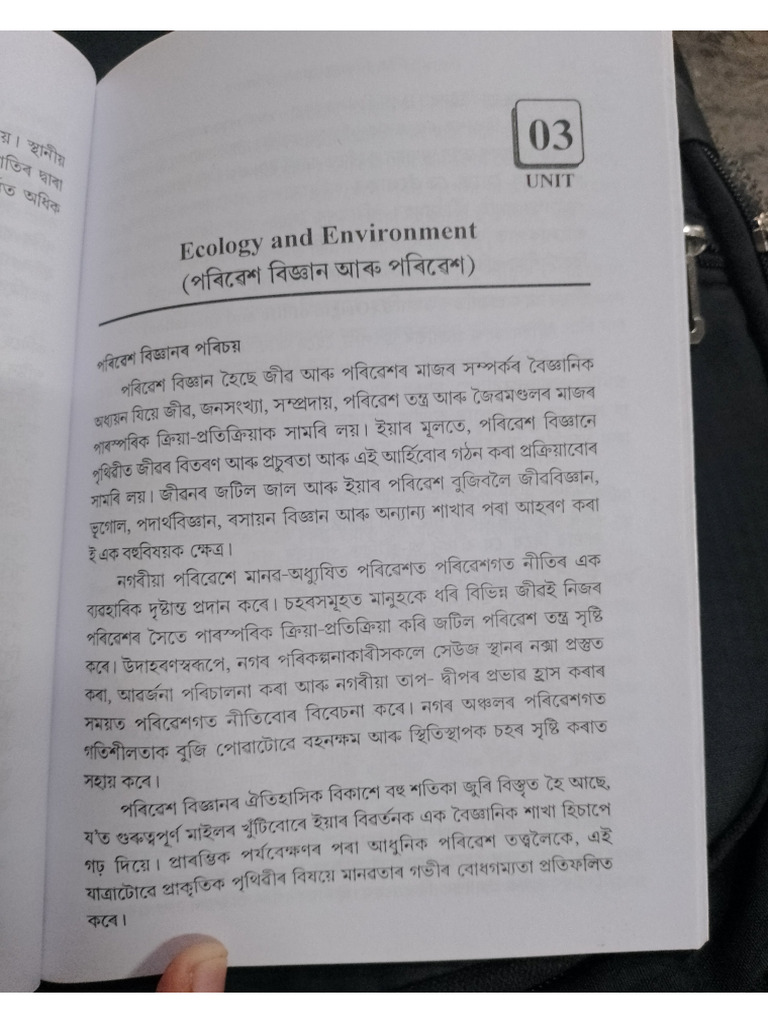 য়। স্থানীয়
াতিৰ দ্বাৰা
ৰ্ত অধিক
03
UNIT
Ecology and Environment
(পৰিৱেশ বিজ্ঞান আৰু পৰিৱেশ)
পৰিৱেশ বিজ্ঞানৰ পৰিচয়
পৰিৱেশ বিজ্ঞান হৈছে জীৱ আৰু পৰিৱেশৰ মাজৰ সম্পৰ্কৰ বৈজ্ঞানিক
অধ্যয়ন যিয়ে জীৱ, জনসংখ্যা, সম্প্ৰদায়, পৰিৱেশ তন্ত্ৰ আৰু জৈৱমণ্ডলৰ মাজৰ
পাৰস্পৰিক ক্ৰিয়া-প্ৰতিক্ৰিয়াক সামৰি লয়। ইয়াৰ মূলতে, পৰিৱেশ বিজ্ঞানে
পৃথিৱীত জীৱৰ বিতৰণ আৰু প্ৰচুৰতা আৰু এই আৰ্হিবোৰ গঠন কৰা প্ৰক্ৰিয়াবোৰ
সামৰি লয়। জীৱনৰ জটিল জাল আৰু ইয়াৰ পৰিৱেশ বুজিবলৈ জীৱবিজ্ঞান,
ভূগোল, পদাৰ্থবিজ্ঞান, ৰসায়ন বিজ্ঞান আৰু অন্যান্য শাখাৰ পৰা আহৰণ কৰা
ই এক বহুবিষয়ক ক্ষেত্ৰ।
নগৰীয়া পৰিৱেশে মানৱ-অধ্যুষিত পৰিৱেশত পৰিৱেশগত নীতিৰ এক
ব্যৱহাৰিক দৃষ্টান্ত প্ৰদান কৰে। চহৰসমূহত মানুহকে ধৰি বিভিন্ন জীৱই নিজৰ
পৰিৱেশৰ সৈতে পাৰস্পৰিক ক্ৰিয়া-প্ৰতিক্ৰিয়া কৰি জটিল পৰিৱেশ তন্ত্ৰ সৃষ্টি
কৰে। উদাহৰণস্বৰূপে, নগৰ পৰিকল্পনাকাৰীসকলে সেউজ স্থানৰ নক্সা প্ৰস্তুত
কৰা, আৱৰ্জনা পৰিচালনা কৰা আৰু নগৰীয়া তাপ- দ্বীপৰ প্ৰভাৱ হ্ৰাস কৰাৰ
সময়ত পৰিৱেশগত নীতিবোৰ বিবেচনা কৰে। নগৰ অঞ্চলৰ পৰিৱেশগত
গতিশীলতাক বুজি পোৱাটোৱে বহনক্ষম আৰু স্থিতিস্থাপক চহৰ সৃষ্টি কৰাত
সহায় কৰে।
পৰিৱেশ বিজ্ঞানৰ ঐতিহাসিক বিকাশে বহু শতিকা জুৰি বিস্তৃত হৈ আছে,
য'ত গুৰুত্বপূৰ্ণ মাইলৰ খুঁটিবোৰে ইয়াৰ বিৱৰ্তনক এক বৈজ্ঞানিক শাখা হিচাপে
গঢ় দিয়ে। প্ৰাৰম্ভিক পৰ্যবেক্ষণৰ পৰা আধুনিক পৰিৱেশ তত্ত্বলৈকে, এই
যাত্ৰাটোৱে প্ৰাকৃতিক পৃথিৱীৰ বিষয়ে মানৱতাৰ গভীৰ বোধগম্যতা প্ৰতিফলিত
কৰে।